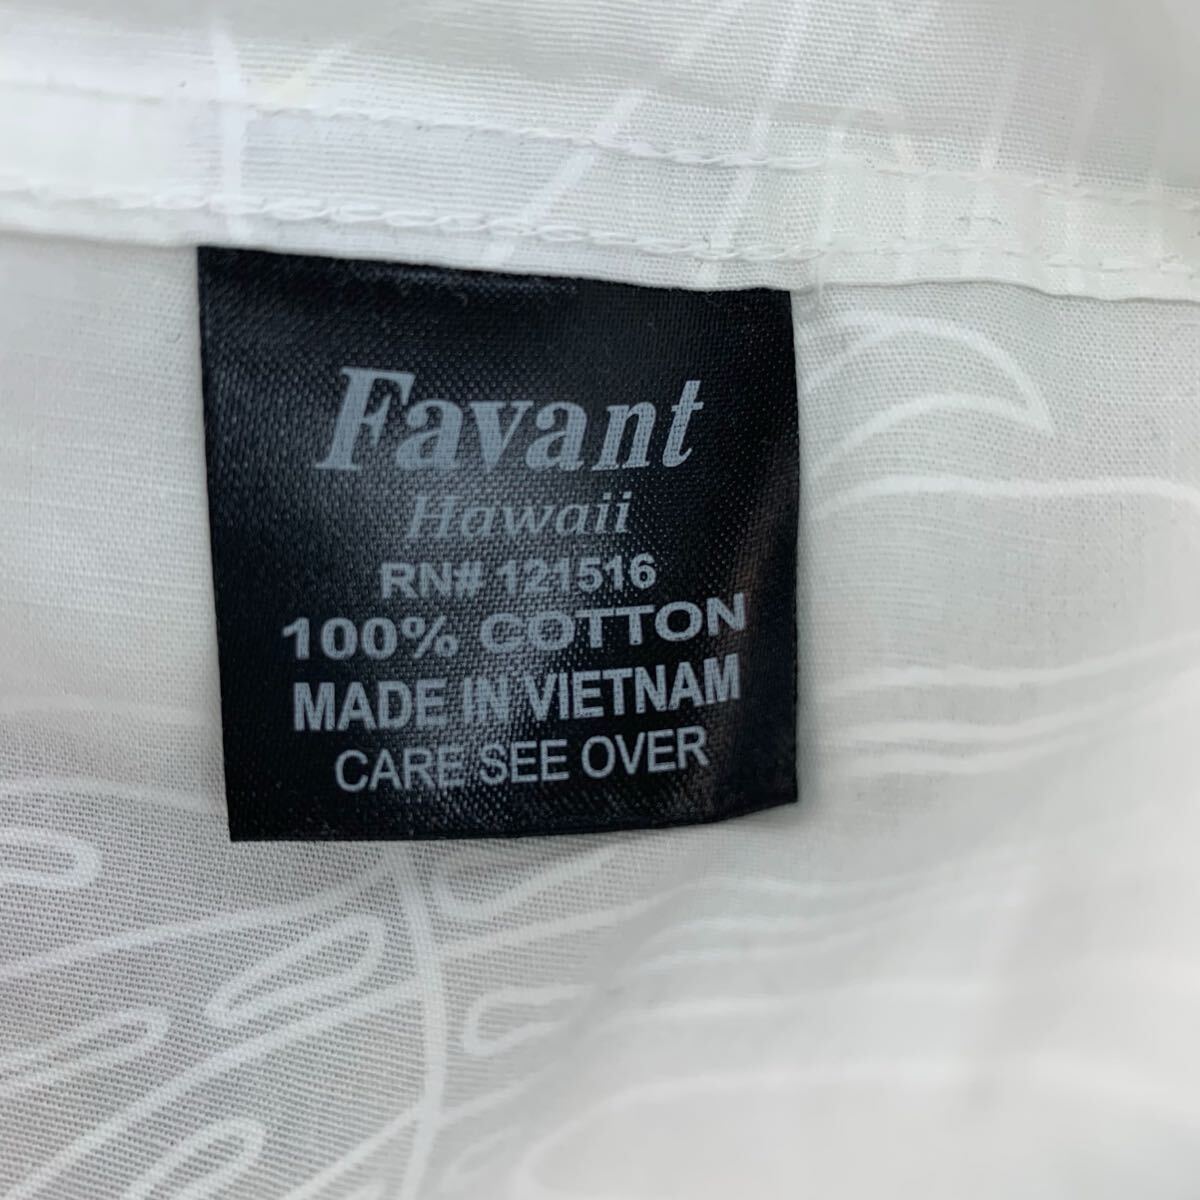 Favant
Hawaii
RN# 121516
100% COTTON
MADE IN VIETNAM
CARE SEE OVER